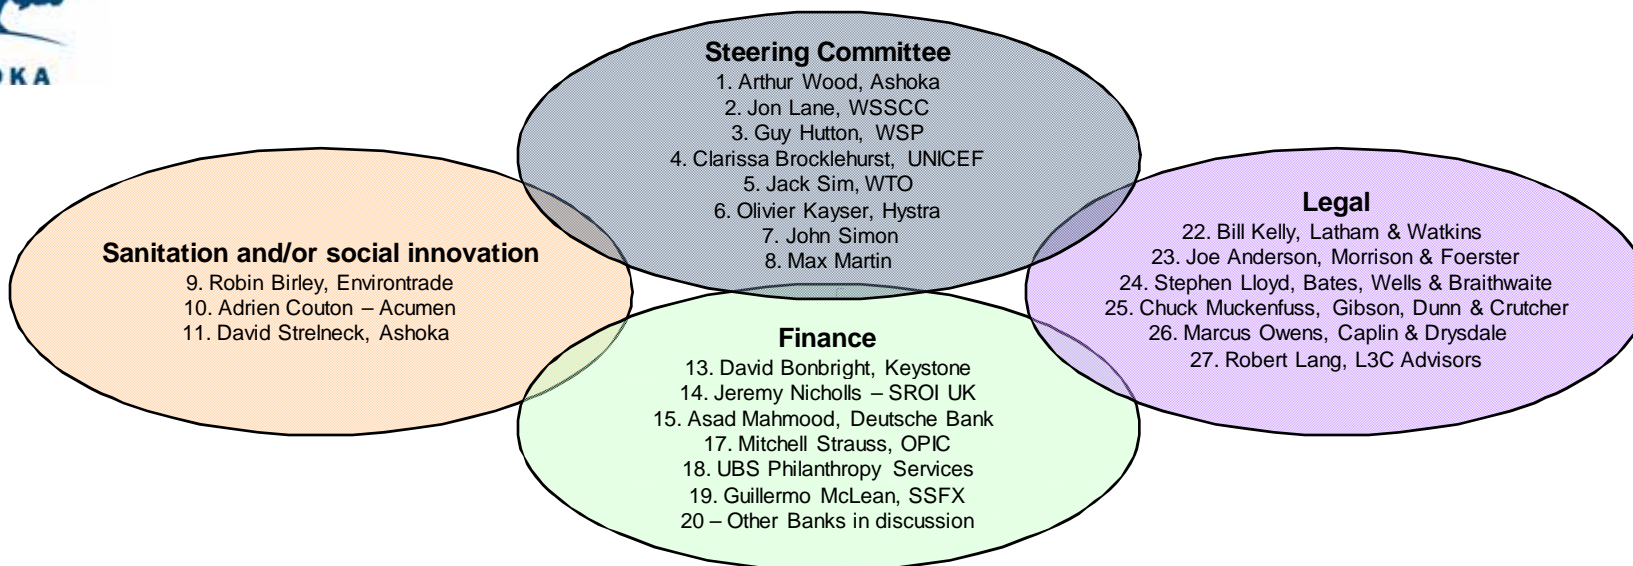 OKA
Steering Committee
1. Arthur Wood, Ashoka
2. Jon Lane, WSSCC
3. Guy Hutton, WSP
4. Clarissa Brocklehurst, UNICEF
5. Jack Sim, WTO
6. Olivier Kayser, Hystra
7. John Simon
8. Max Martin
Sanitation and/or social innovation
9. Robin Birley, Environtrade
10. Adrien Couton – Acumen
11. David Strelneck, Ashoka
Finance
13. David Bonbright, Keystone
14. Jeremy Nicholls – SROI UK
15. Asad Mahmood, Deutsche Bank
17. Mitchell Strauss, OPIC
18. UBS Philanthropy Services
19. Guillermo McLean, SSFX
20 – Other Banks in discussion
Legal
22. Bill Kelly, Latham & Watkins
23. Joe Anderson, Morrison & Foerster
24. Stephen Lloyd, Bates, Wells & Braithwaite
25. Chuck Muckenfuss, Gibson, Dunn & Crutcher
26. Marcus Owens, Caplin & Drysdale
27. Robert Lang, L3C Advisors